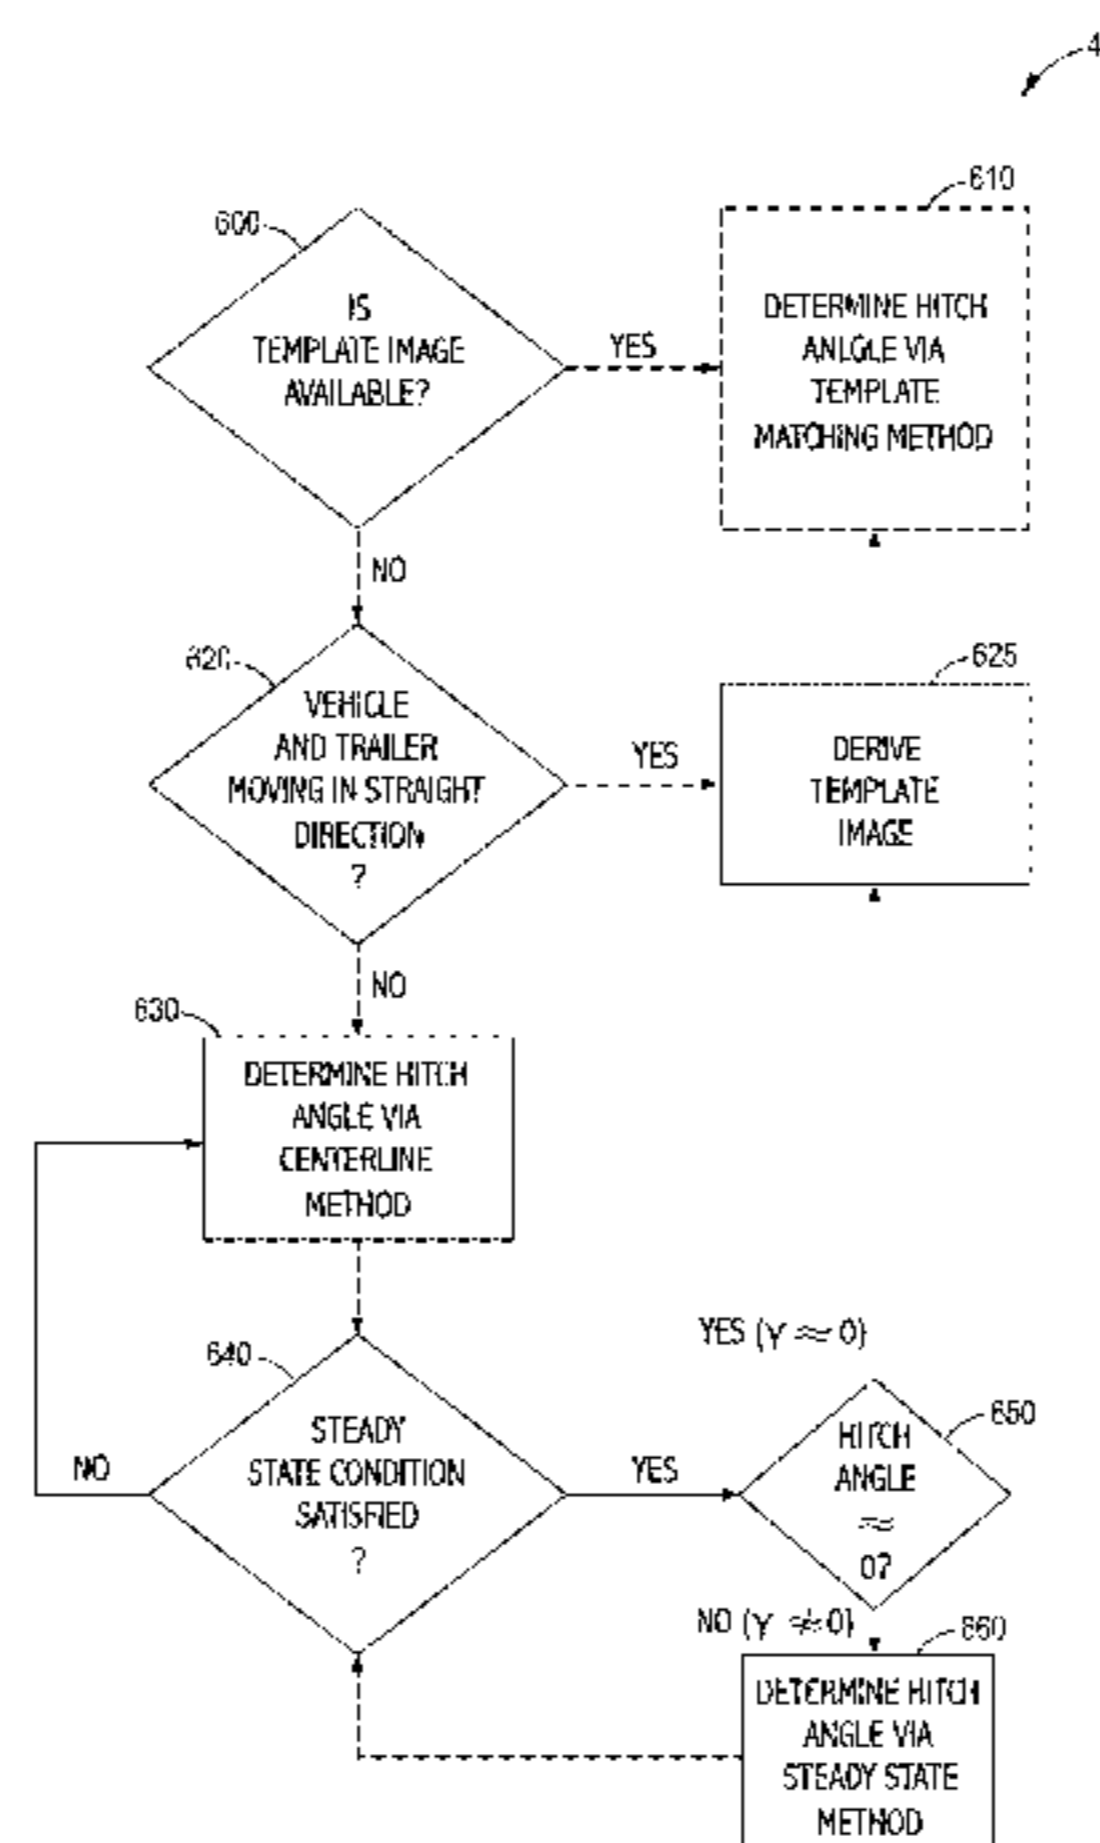 4
600
IS
TEMPLATE IMAGE
AVAILABLE?
YES
610
DETERMINE HITCH
ANLGLE VIA
TEMPLATE
MATCHING METHOD
NO
620
VEHICLE
AND TRAILER
MOVING IN STRAIGHT
DIRECTION
?
YES
625
DERIVE
TEMPLATE
IMAGE
NO
630
DETERMINE HITCH
ANGLE VIA
CENTERLINE
METHOD
640
STEADY
STATE CONDITION
SATISFIED
?
NO
YES
YES (γ ≈ 0)
650
HITCH
ANGLE
≈
0?
NO (γ ≉ 0)
660
DETERMINE HITCH
ANGLE VIA
STEADY STATE
METHOD